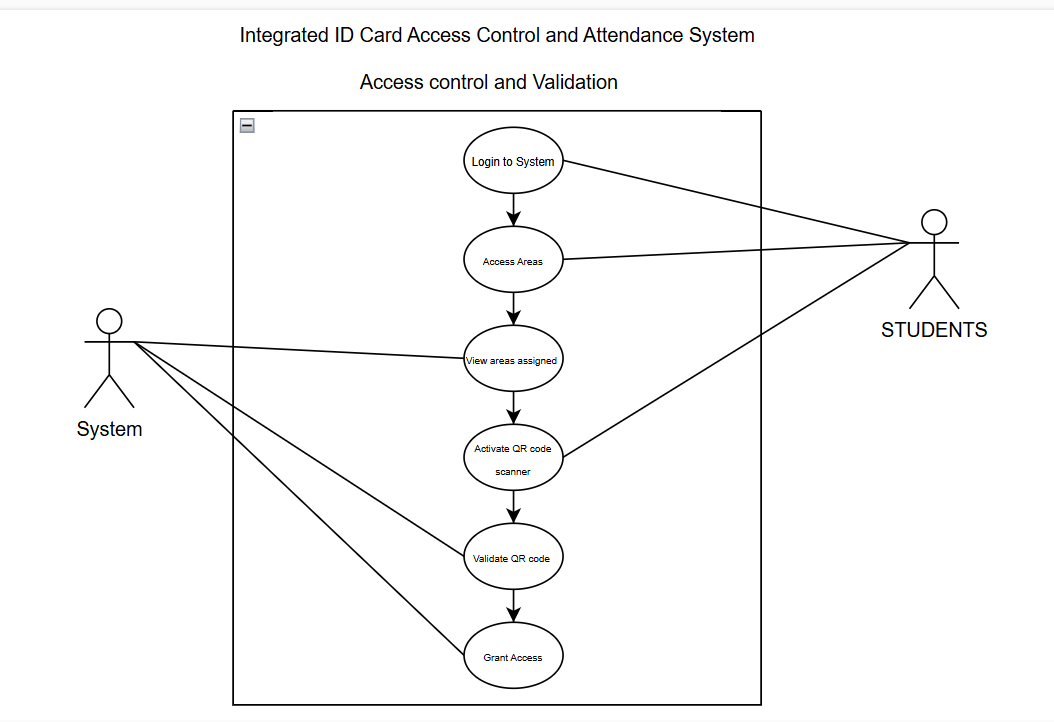 Integrated ID Card Access Control and Attendance System
Access control and Validation
Login to System
Access Areas
STUDENTS
View areas assigned
System
Activate QR code
scanner
Validate QR code
Grant Access